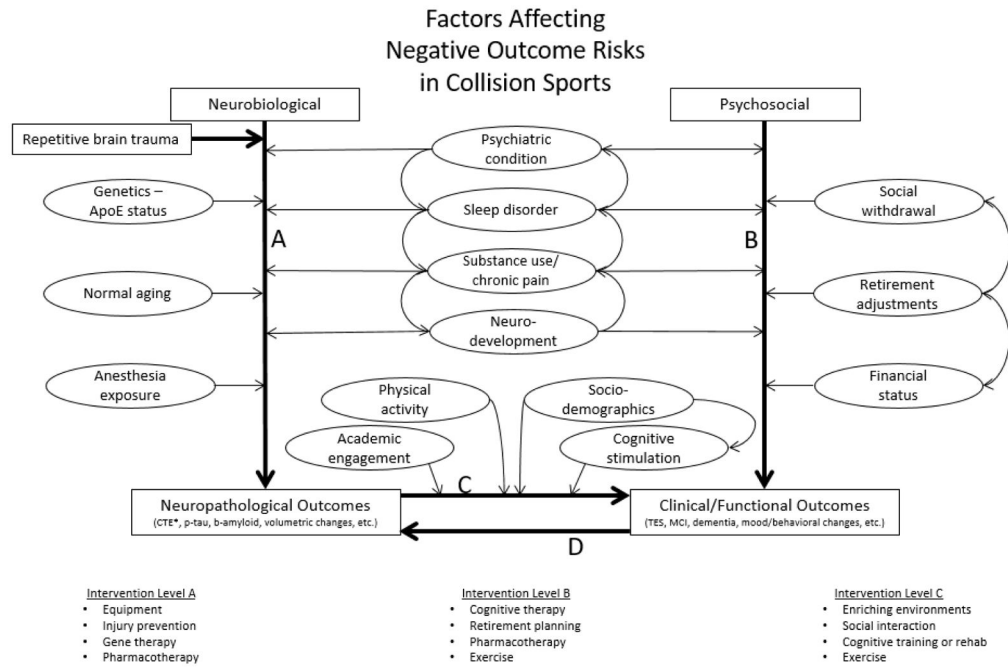 Factors Affecting
Negative Outcome Risks
in Collision Sports
Neurobiological
Psychosocial
Repetitive brain trauma
Psychiatric
condition
Genetics –
ApoE status
Sleep disorder
Social
withdrawal
A
B
Substance use/
chronic pain
Normal aging
Retirement
adjustments
Neuro-
development
Anesthesia
exposure
Physical
activity
Socio-
demographics
Financial
status
Academic
engagement
Cognitive
stimulation
C
Neuropathological Outcomes
(CTE*, p-tau, b-amyloid, volumetric changes, etc.)
Clinical/Functional Outcomes
(TES, MCI, dementia, mood/behavioral changes, etc.)
D
Intervention Level A
• Equipment
• Injury prevention
• Gene therapy
• Pharmacotherapy
Intervention Level B
• Cognitive therapy
• Retirement planning
• Pharmacotherapy
• Exercise
Intervention Level C
• Enriching environments
• Social interaction
• Cognitive training or rehab
• Exercise